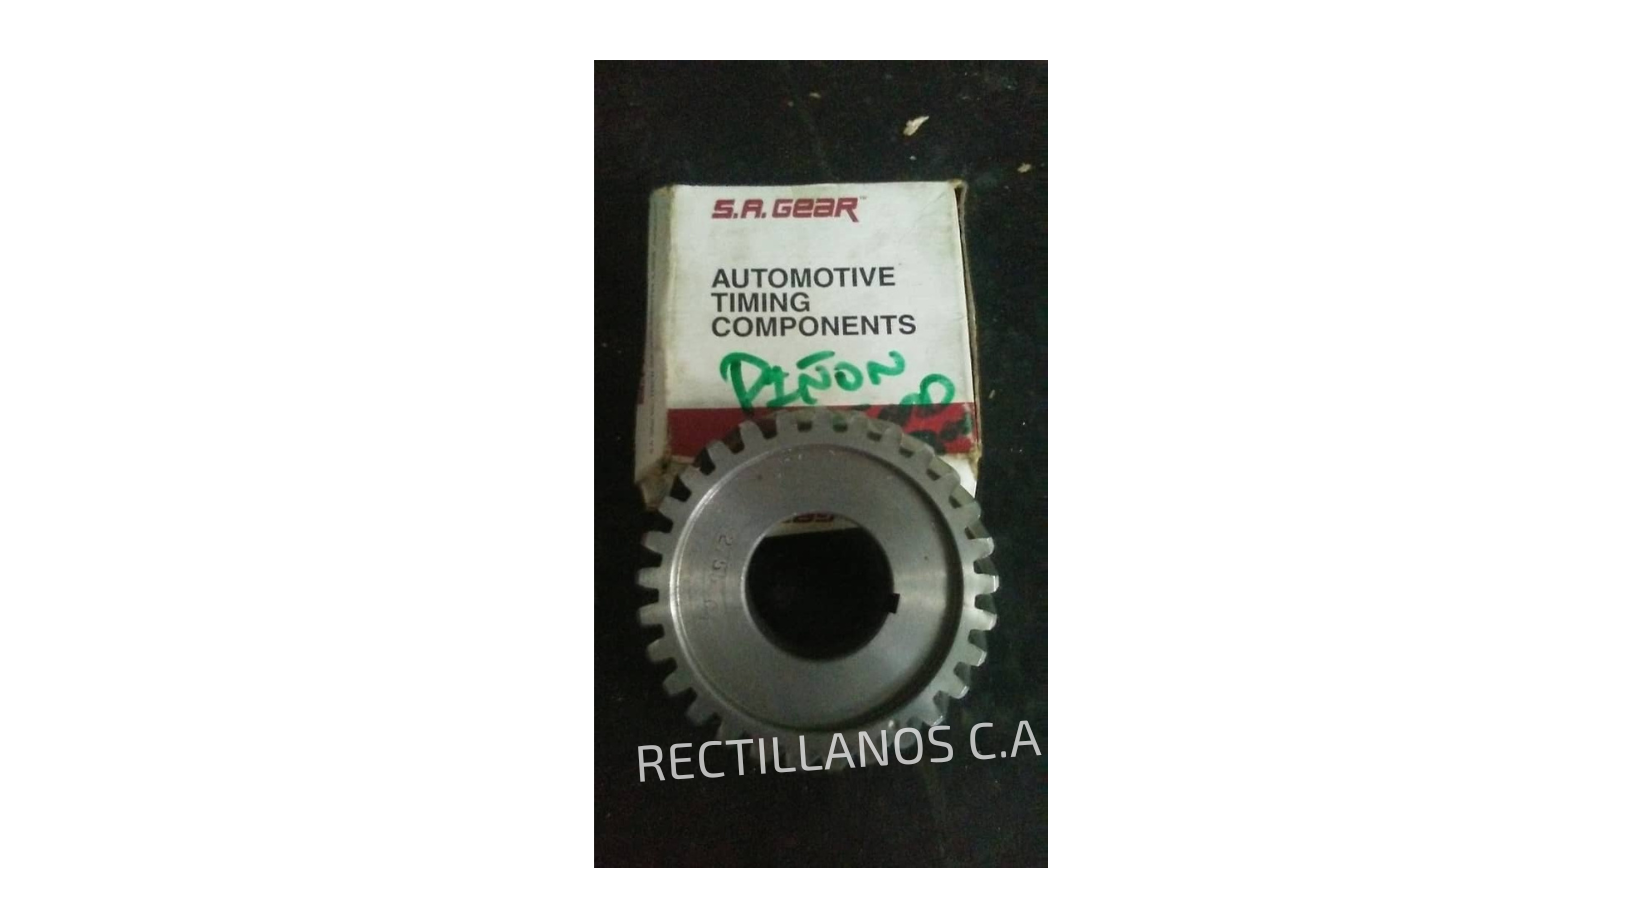 S.A. GEAR
AUTOMOTIVE
TIMING
COMPONENTS
PIÑON
RECTILLANOS C.A